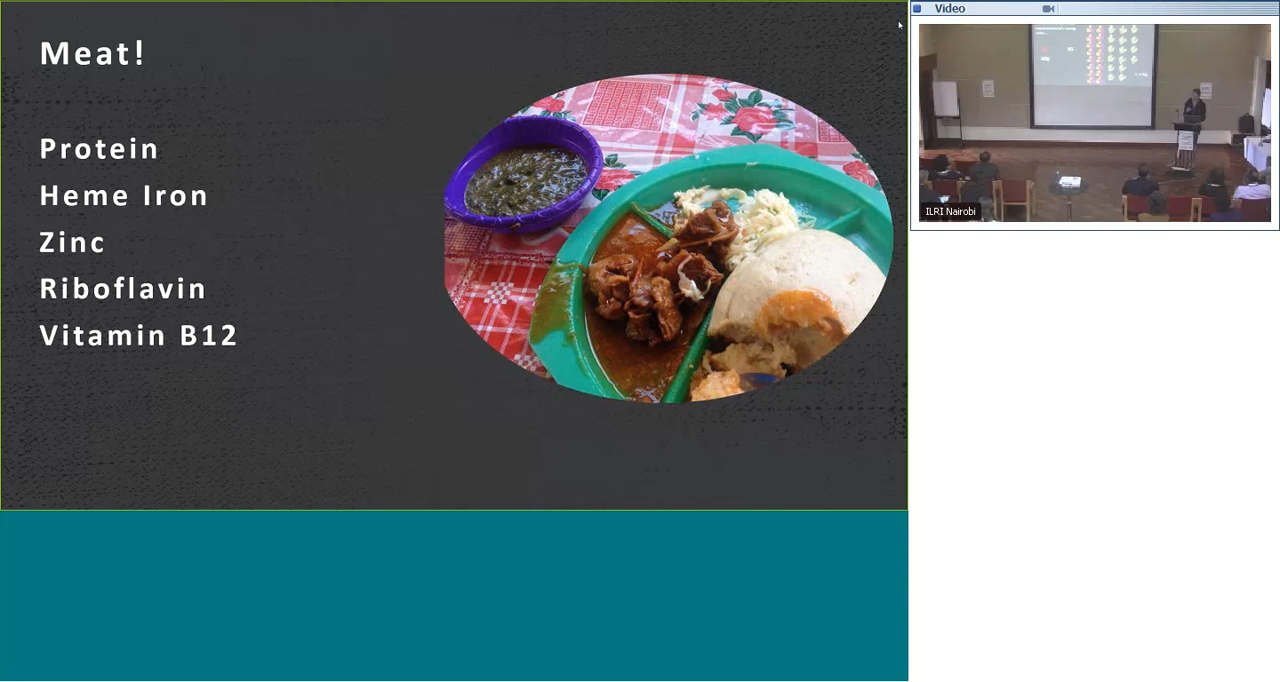 Meat!
Protein
Heme Iron
Zinc
Riboflavin
Vitamin B12
Video
ILRI Nairobi